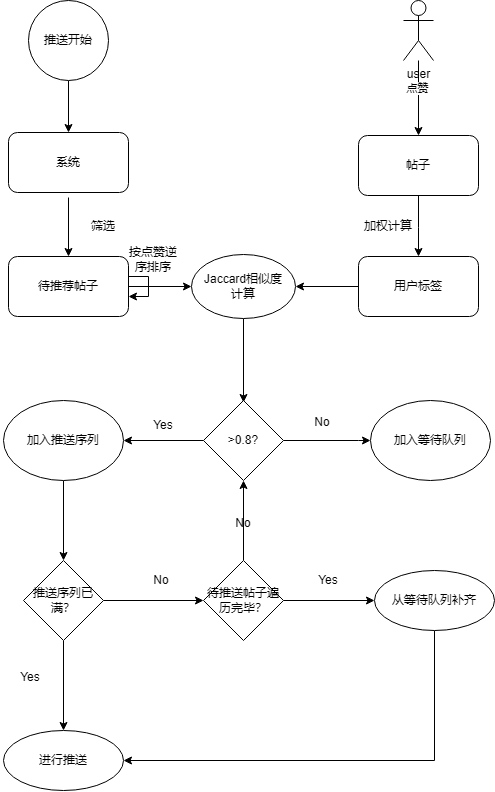 推送开始
user
点赞
系统
帖子
筛选
加权计算
按点赞逆
序排序
待推荐帖子
Jaccard相似度
计算
用户标签
Yes
No
加入推送序列
>0.8?
加入等待队列
No
推送序列已
满?
No
待推送帖子遍
历完毕?
Yes
从等待队列补齐
Yes
进行推送